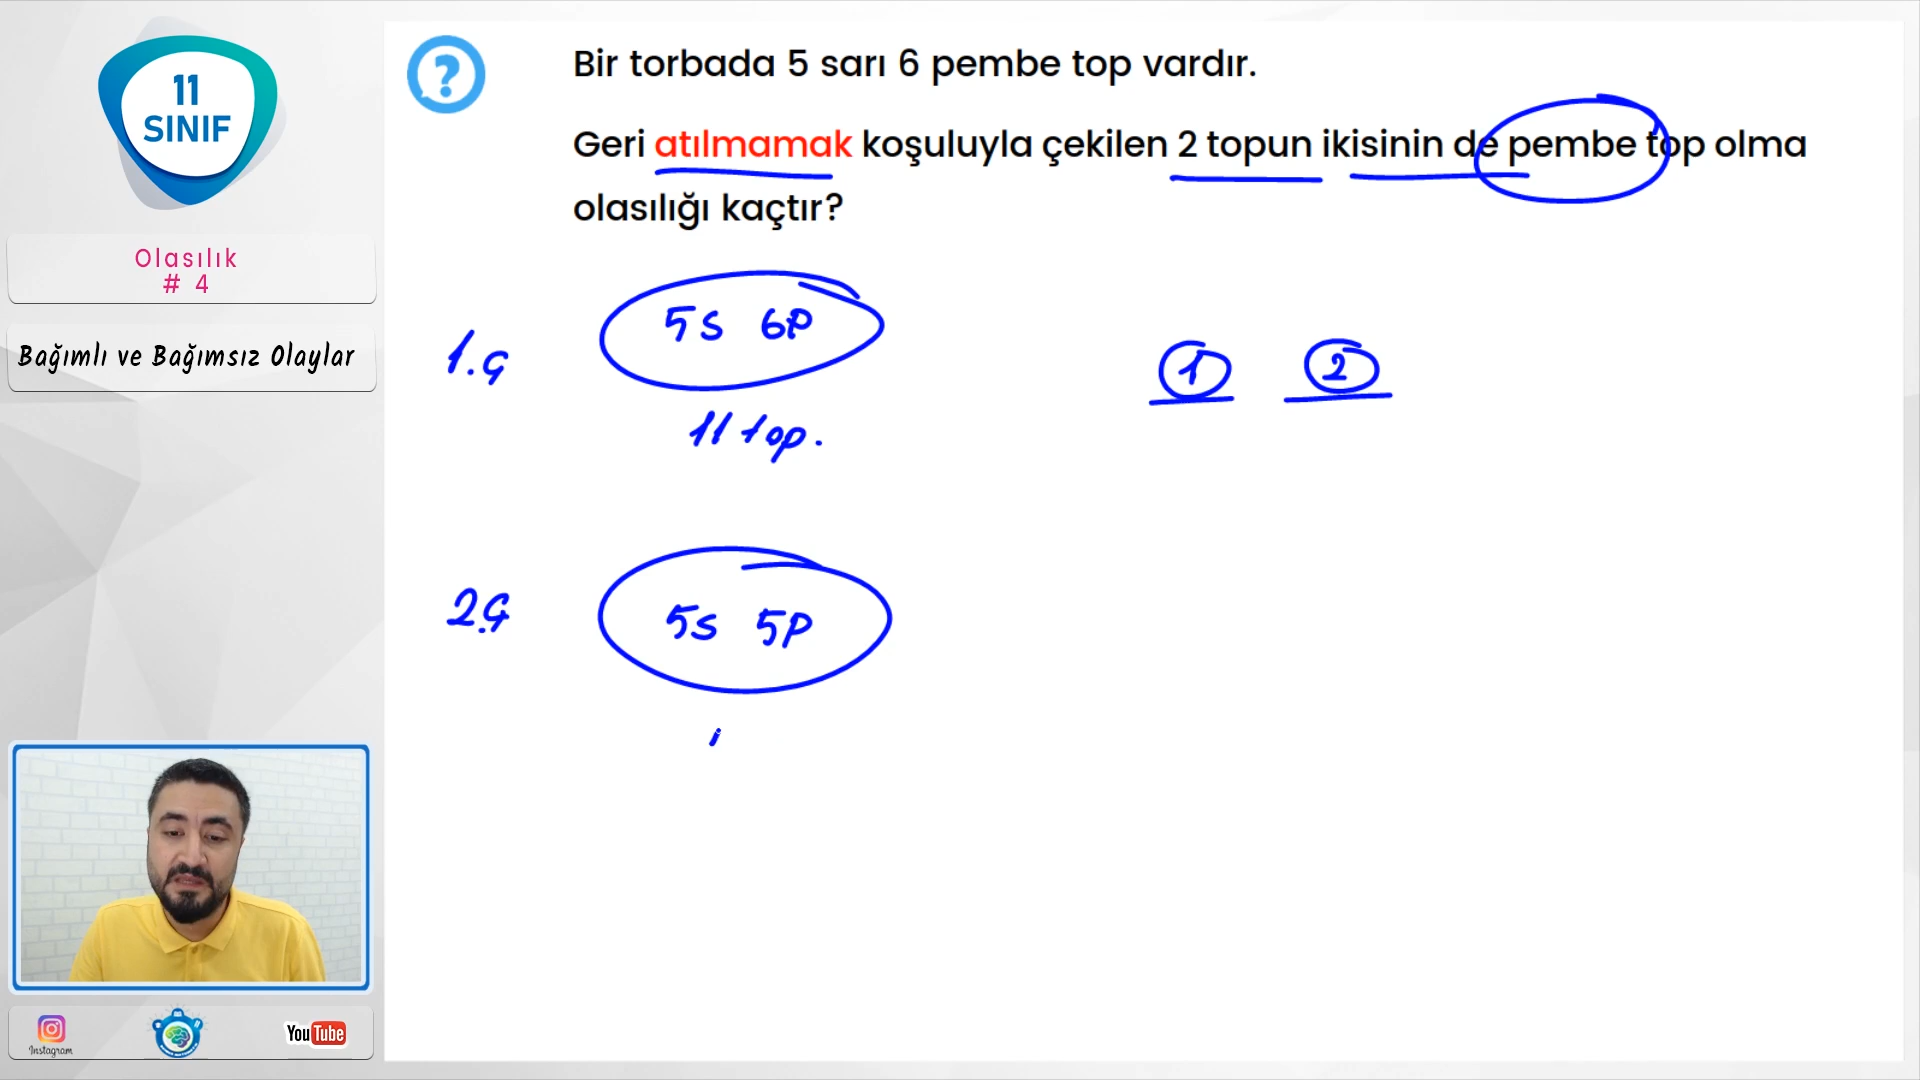 11
SINIF
Olasılık
# 4
Bağımlı ve Bağımsız Olaylar
Bir torbada 5 sarı 6 pembe top vardır.
Geri atılmamak koşuluyla çekilen 2 topun ikisinin de pembe top olma
olasılığı kaçtır?
1.G
5S 6P
11 top.
1 2
2.G
5S 5P
Instagram
YouTube